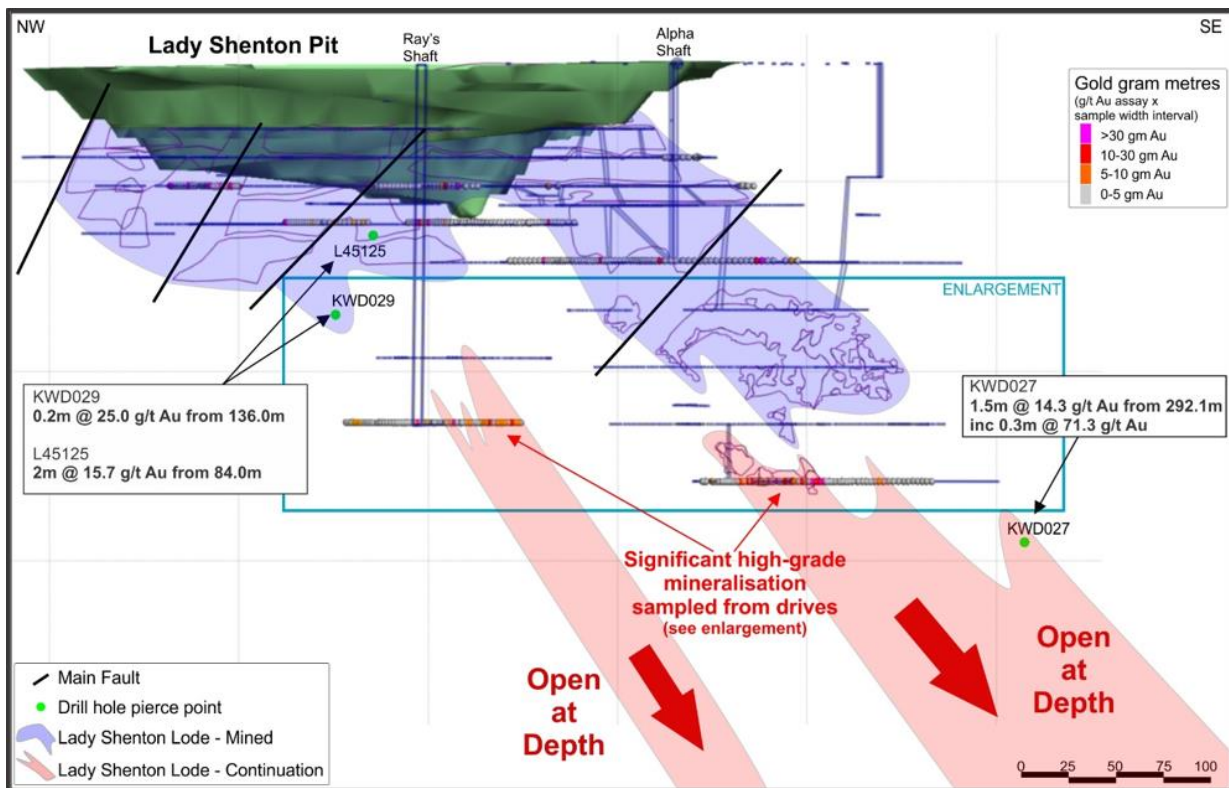 NW
SE
Lady Shenton Pit
Ray's
Shaft
Alpha
Shaft
Gold gram metres
(g/t Au assay x
sample width interval)
>30 gm Au
10-30 gm Au
5-10 gm Au
0-5 gm Au
L45125
KWD029
ENLARGEMENT
KWD029
0.2m @ 25.0 g/t Au from 136.0m
L45125
2m @ 15.7 g/t Au from 84.0m
KWD027
1.5m @ 14.3 g/t Au from 292.1m
inc 0.3m @ 71.3 g/t Au
KWD027
Significant high-grade
mineralisation
sampled from drives
(see enlargement)
Open
at
Depth
Open
at
Depth
Main Fault
Drill hole pierce point
Lady Shenton Lode - Mined
Lady Shenton Lode - Continuation
0 25 50 75 100